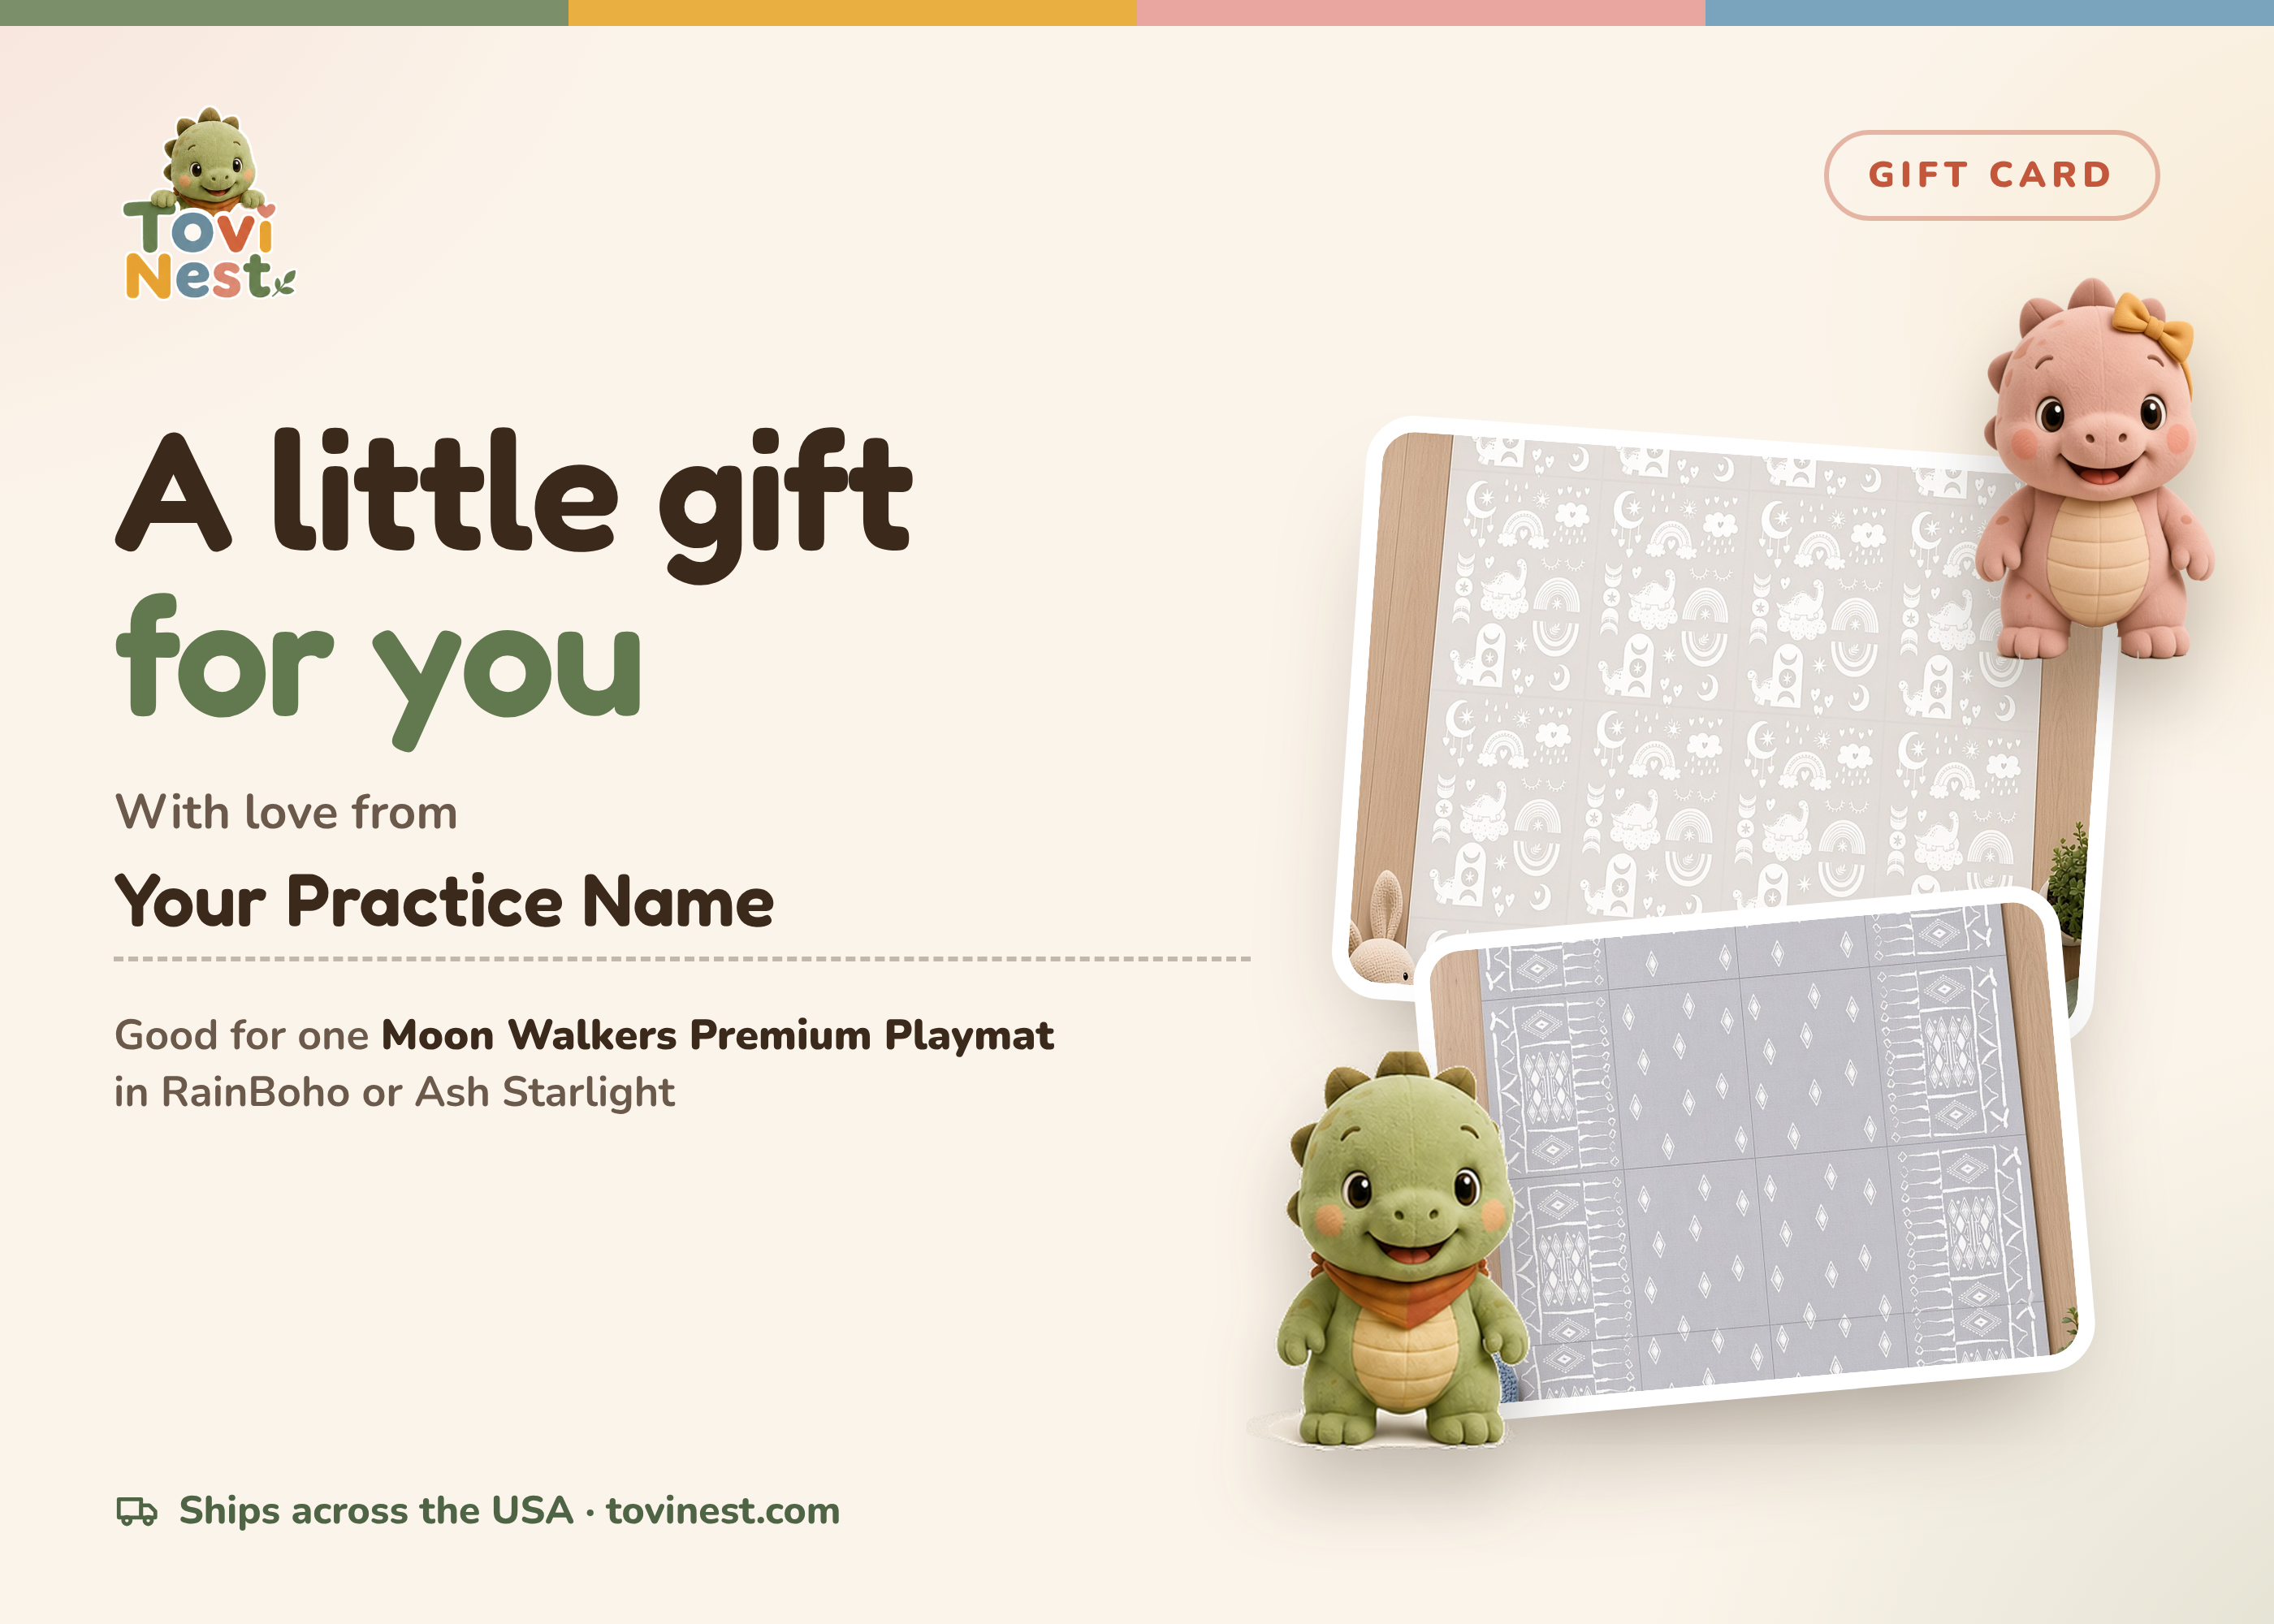 Tovi
Nest
GIFT CARD
A little gift
for you
With love from
Your Practice Name
Good for one Moon Walkers Premium Playmat
in RainBoho or Ash Starlight
Ships across the USA · tovinest.com